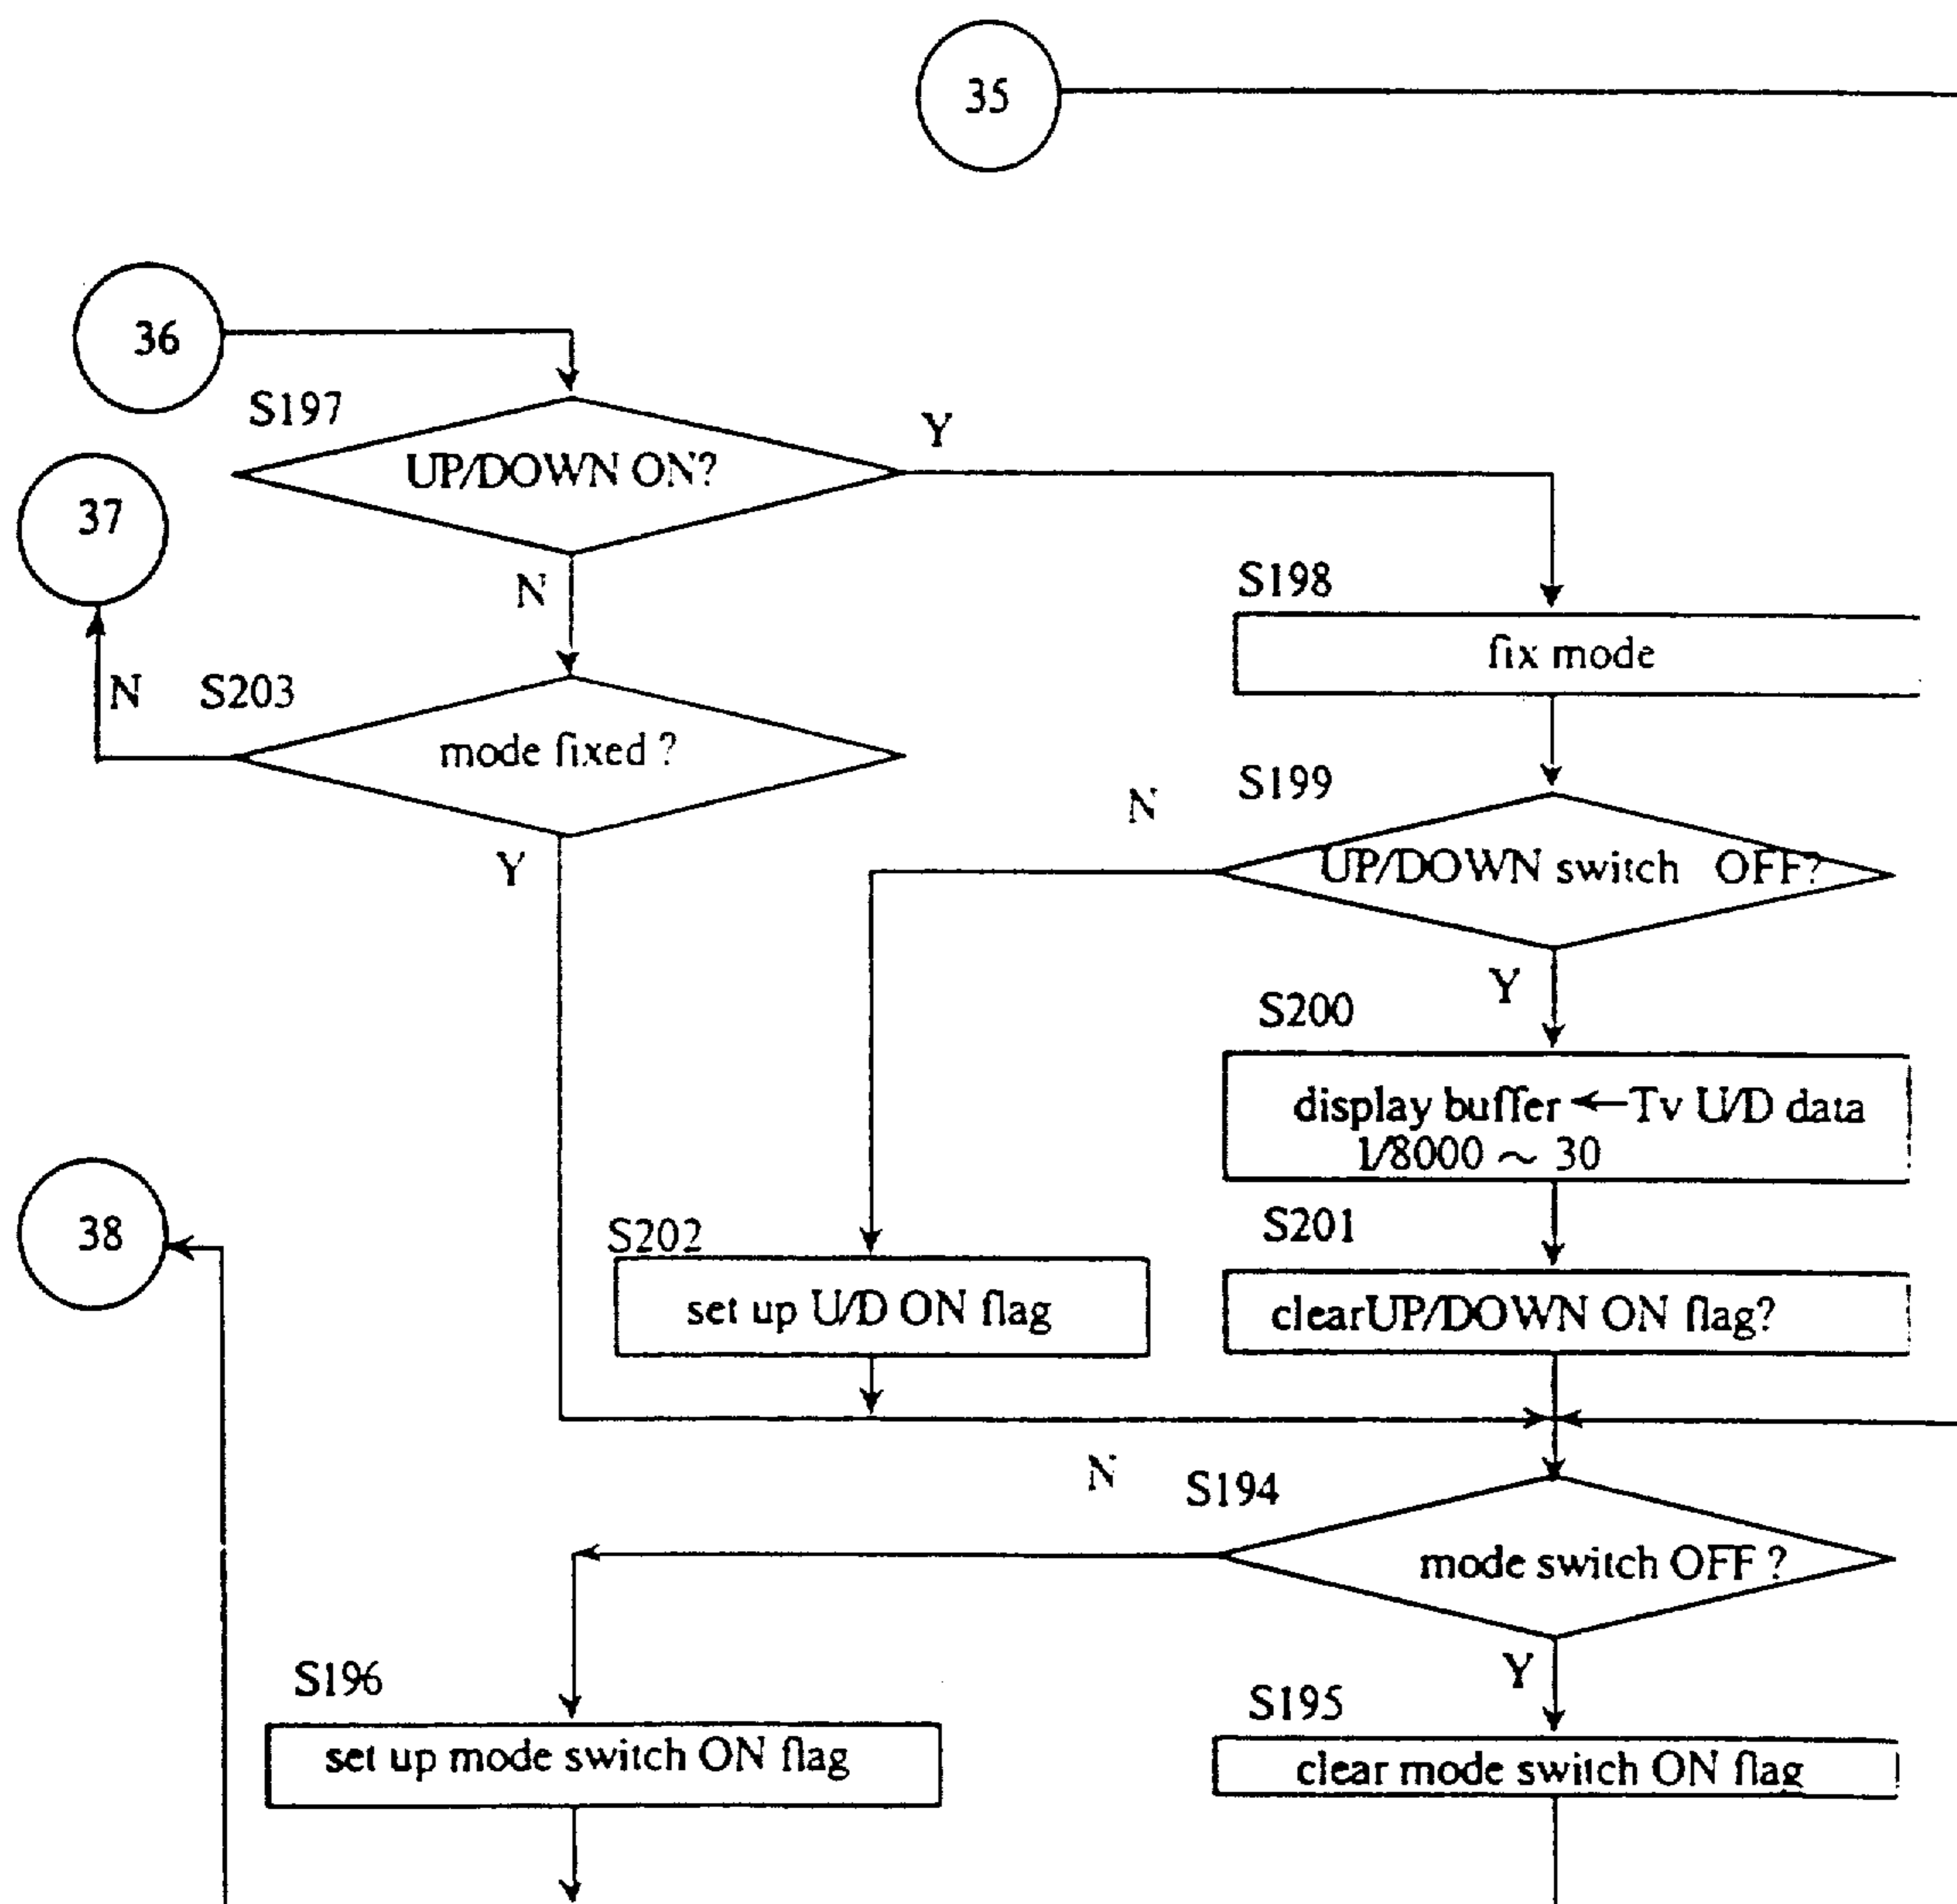 35
36
S197
UP/DOWN ON?
Y
37
N
S198
fix mode
N
S203
mode fixed ?
Y
N
S199
UP/DOWN switch OFF?
Y
S200
display buffer ←Tv U/D data
1/8000 ~ 30
38
S202
set up U/D ON flag
S201
clearUP/DOWN ON flag?
N
S194
mode switch OFF ?
Y
S196
set up mode switch ON flag
S195
clear mode switch ON flag